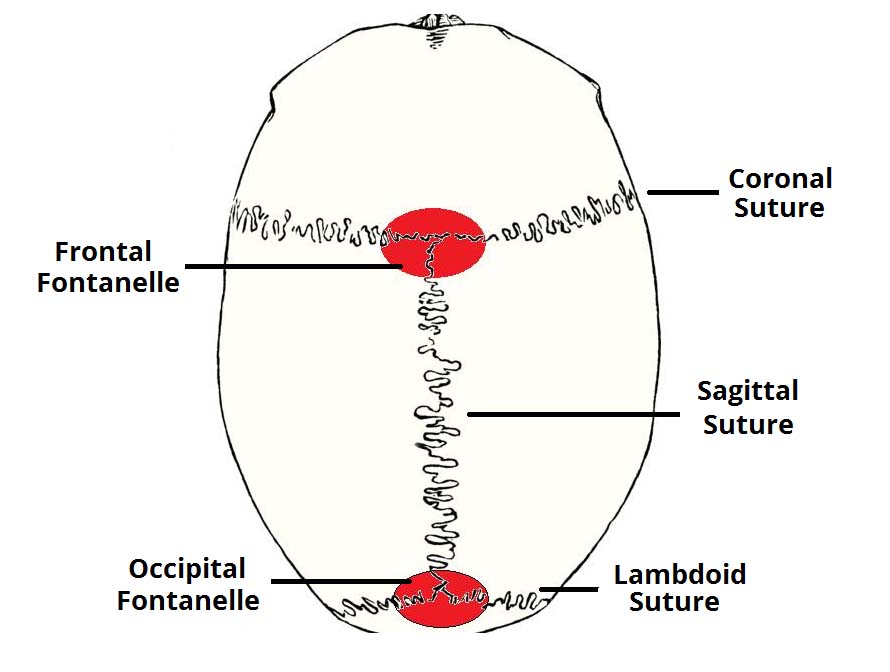 Coronal
Suture
Frontal
Fontanelle
Sagittal
Suture
Occipital
Fontanelle
Lambdoid
Suture